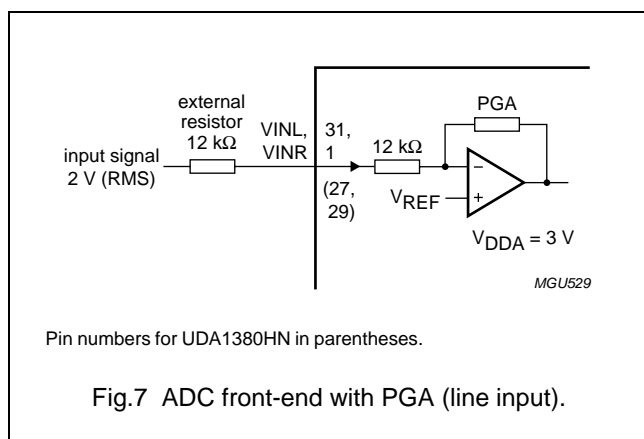 PGA
external
resistor
12 kΩ
VINL,
VINR
31,
1
12 kΩ
input signal
2 V (RMS)
(27,
29)
−
+
VREF
VDDA = 3 V
MGU529
Pin numbers for UDA1380HN in parentheses.
Fig.7 ADC front-end with PGA (line input).